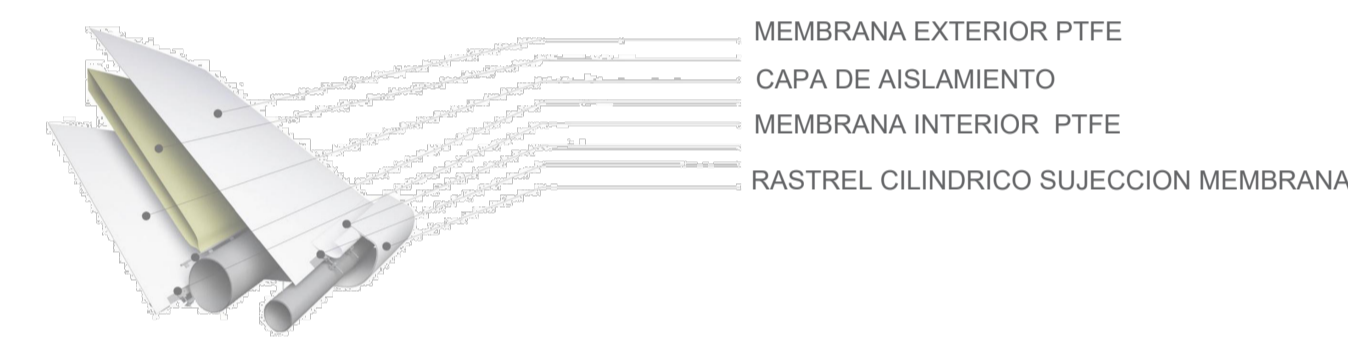 MEMBRANA EXTERIOR PTFE
CAPA DE AISLAMIENTO
MEMBRANA INTERIOR PTFE
RASTREL CILINDRICO SUJECCION MEMBRANA